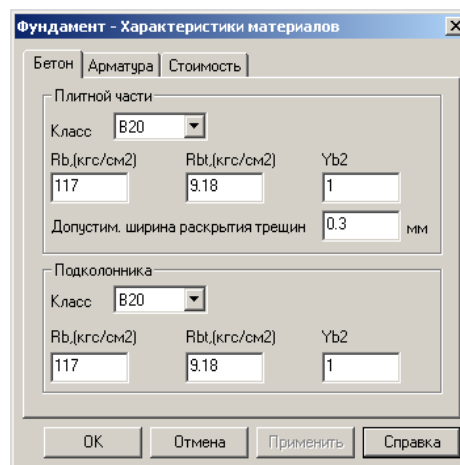 Фундамент - Характеристики материалов
Бетон Арматура Стоимость
Плитной части
Класс B20
Rb,(кгс/см2) Rbt,(кгс/см2) Yb2
117 9.18 1
Допустим. ширина раскрытия трещин 0.3 мм
Подколонника
Класс B20
Rb,(кгс/см2) Rbt,(кгс/см2) Yb2
117 9.18 1
OK Отмена Применить Справка